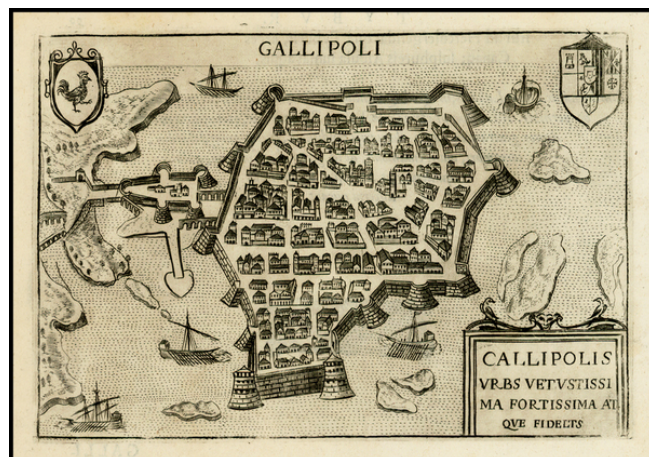 GALLIPOLI
CALLIPOLIS
VRBS VETVSTISSI
MA FORTISSIMA AT
QVE FIDELIS